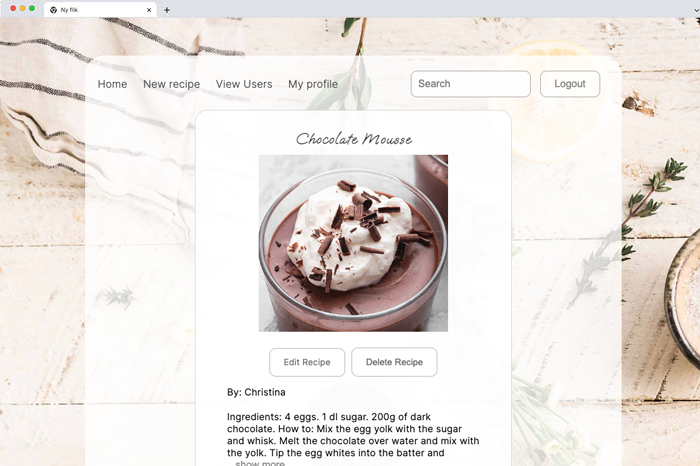 Ny flik
Home New recipe View Users My profile Search Logout
Chocolate Mousse
Edit Recipe Delete Recipe
By: Christina
Ingredients: 4 eggs. 1 dl sugar. 200g of dark
chocolate. How to: Mix the egg yolk with the sugar
and whisk. Melt the chocolate over water and mix with
the yolk. Tip the egg whites into the batter and
...show more